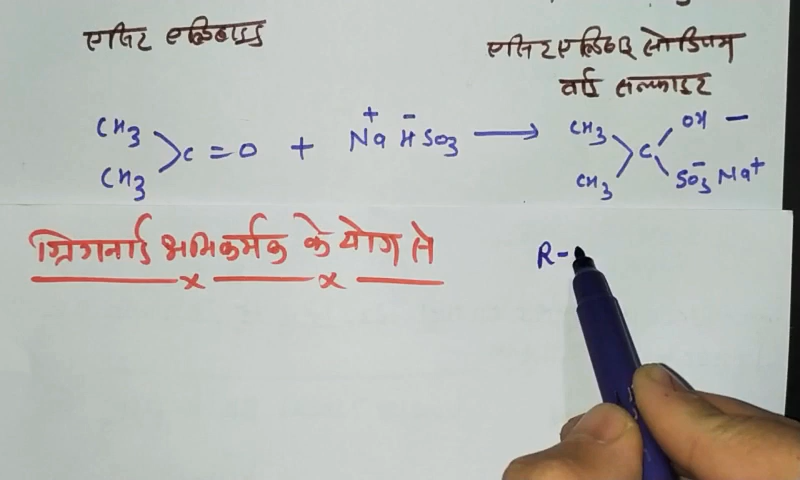 एसिट एल्डिहाइड
एसिटएल्डिहाइड सोडियम
बाई सल्फाइट
CH3 CH3 >C=O + Na+ H-SO3 ⟶ CH3 CH3 >C< OH - SO3- Na+
ग्रिगनार्ड अभिकर्मक के योग से
R-